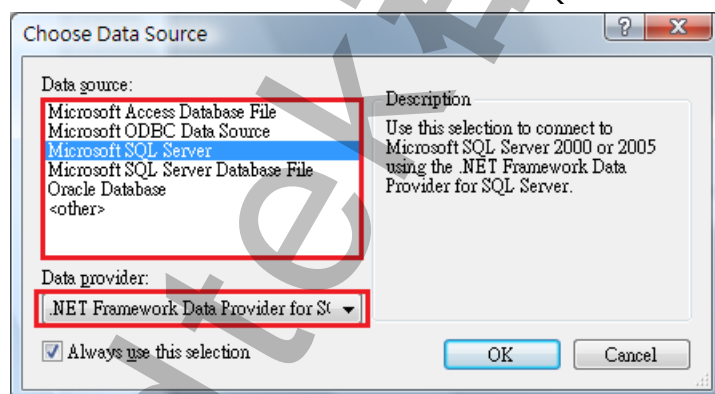 Choose Data Source
Data source:
Microsoft Access Database File
Microsoft ODBC Data Source
Microsoft SQL Server
Microsoft SQL Server Database File
Oracle Database
<other>
Data provider:
.NET Framework Data Provider for
Always use this selection
Description
Use this selection to connect to
Microsoft SQL Server 2000 or 2005
using the .NET Framework Data
Provider for SQL Server.
OK
Cancel